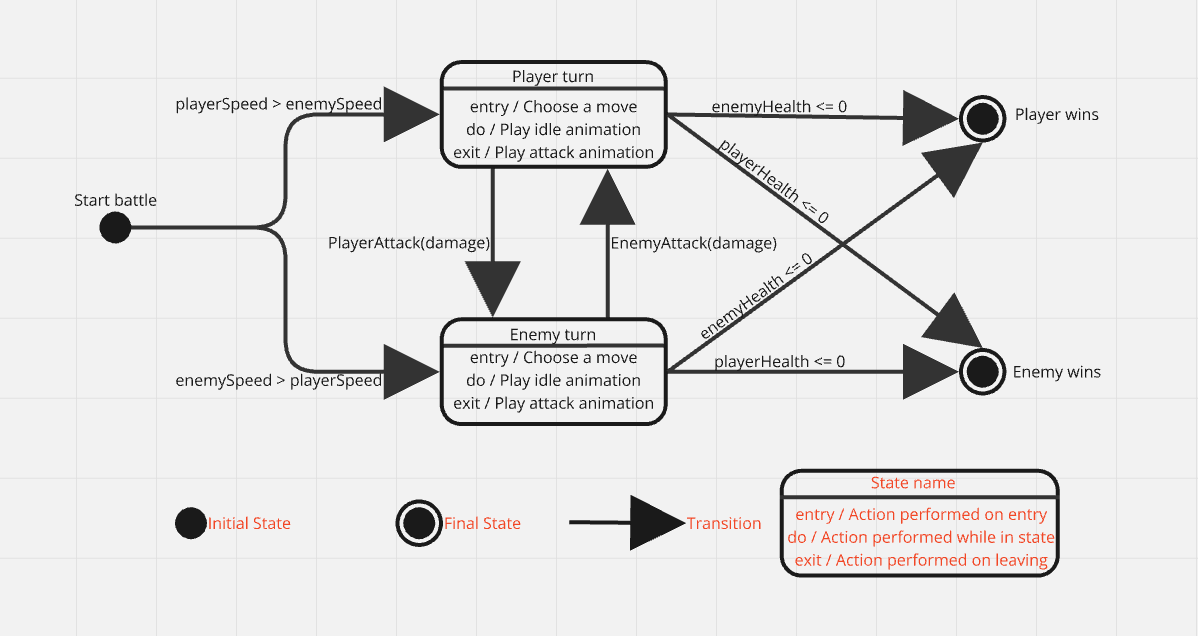 Player turn
playerSpeed > enemySpeed
entry / Choose a move
do / Play idle animation
exit / Play attack animation
enemyHealth <= 0
Player wins
playerHealth <= 0
Start battle
PlayerAttack(damage)
EnemyAttack(damage)
enemyHealth <= 0
Enemy turn
entry / Choose a move
do / Play idle animation
exit / Play attack animation
enemySpeed > playerSpeed
playerHealth <= 0
Enemy wins
Initial State
Final State
Transition
State name
entry / Action performed on entry
do / Action performed while in state
exit / Action performed on leaving